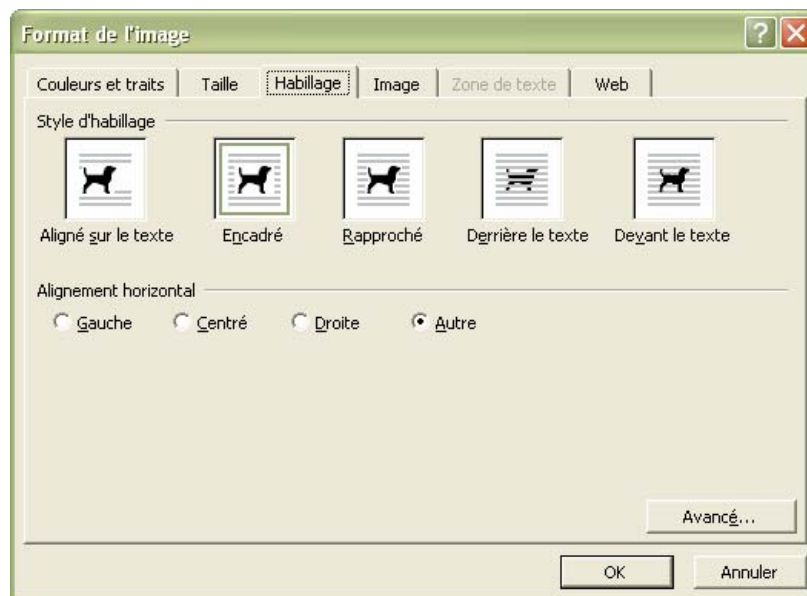 Format de l'image
Couleurs et traits Taille Habillage Image Zone de texte Web
Style d'habillage
Aligné sur le texte Encadré Rapproché Derrière le texte Devant le texte
Alignement horizontal
Gauche Centré Droite Autre
Avancé...
OK Annuler